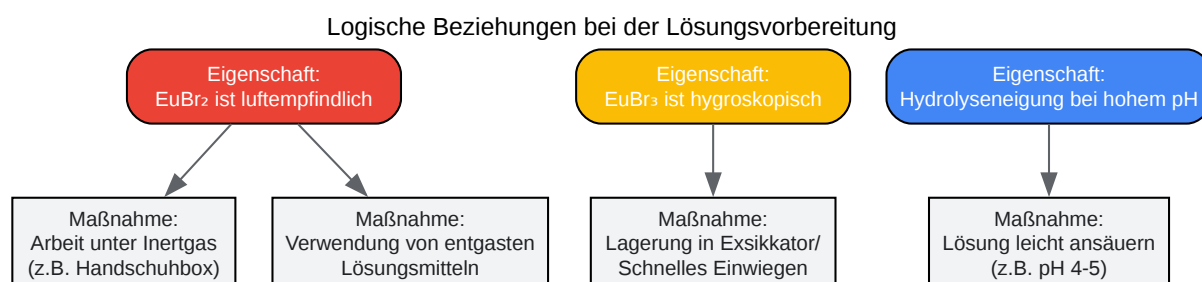 Logische Beziehungen bei der Lösungsvorbereitung
Eigenschaft:
EuBr₂ ist luftempfindlich
Eigenschaft:
EuBr₃ ist hygroskopisch
Eigenschaft:
Hydrolyseneigung bei hohem pH
Maßnahme:
Arbeit unter Inertgas
(z.B. Handschuhbox)
Maßnahme:
Verwendung von entgasten
Lösungsmitteln
Maßnahme:
Lagerung in Exsikkator/
Schnelles Einwiegen
Maßnahme:
Lösung leicht ansäuern
(z.B. pH 4-5)